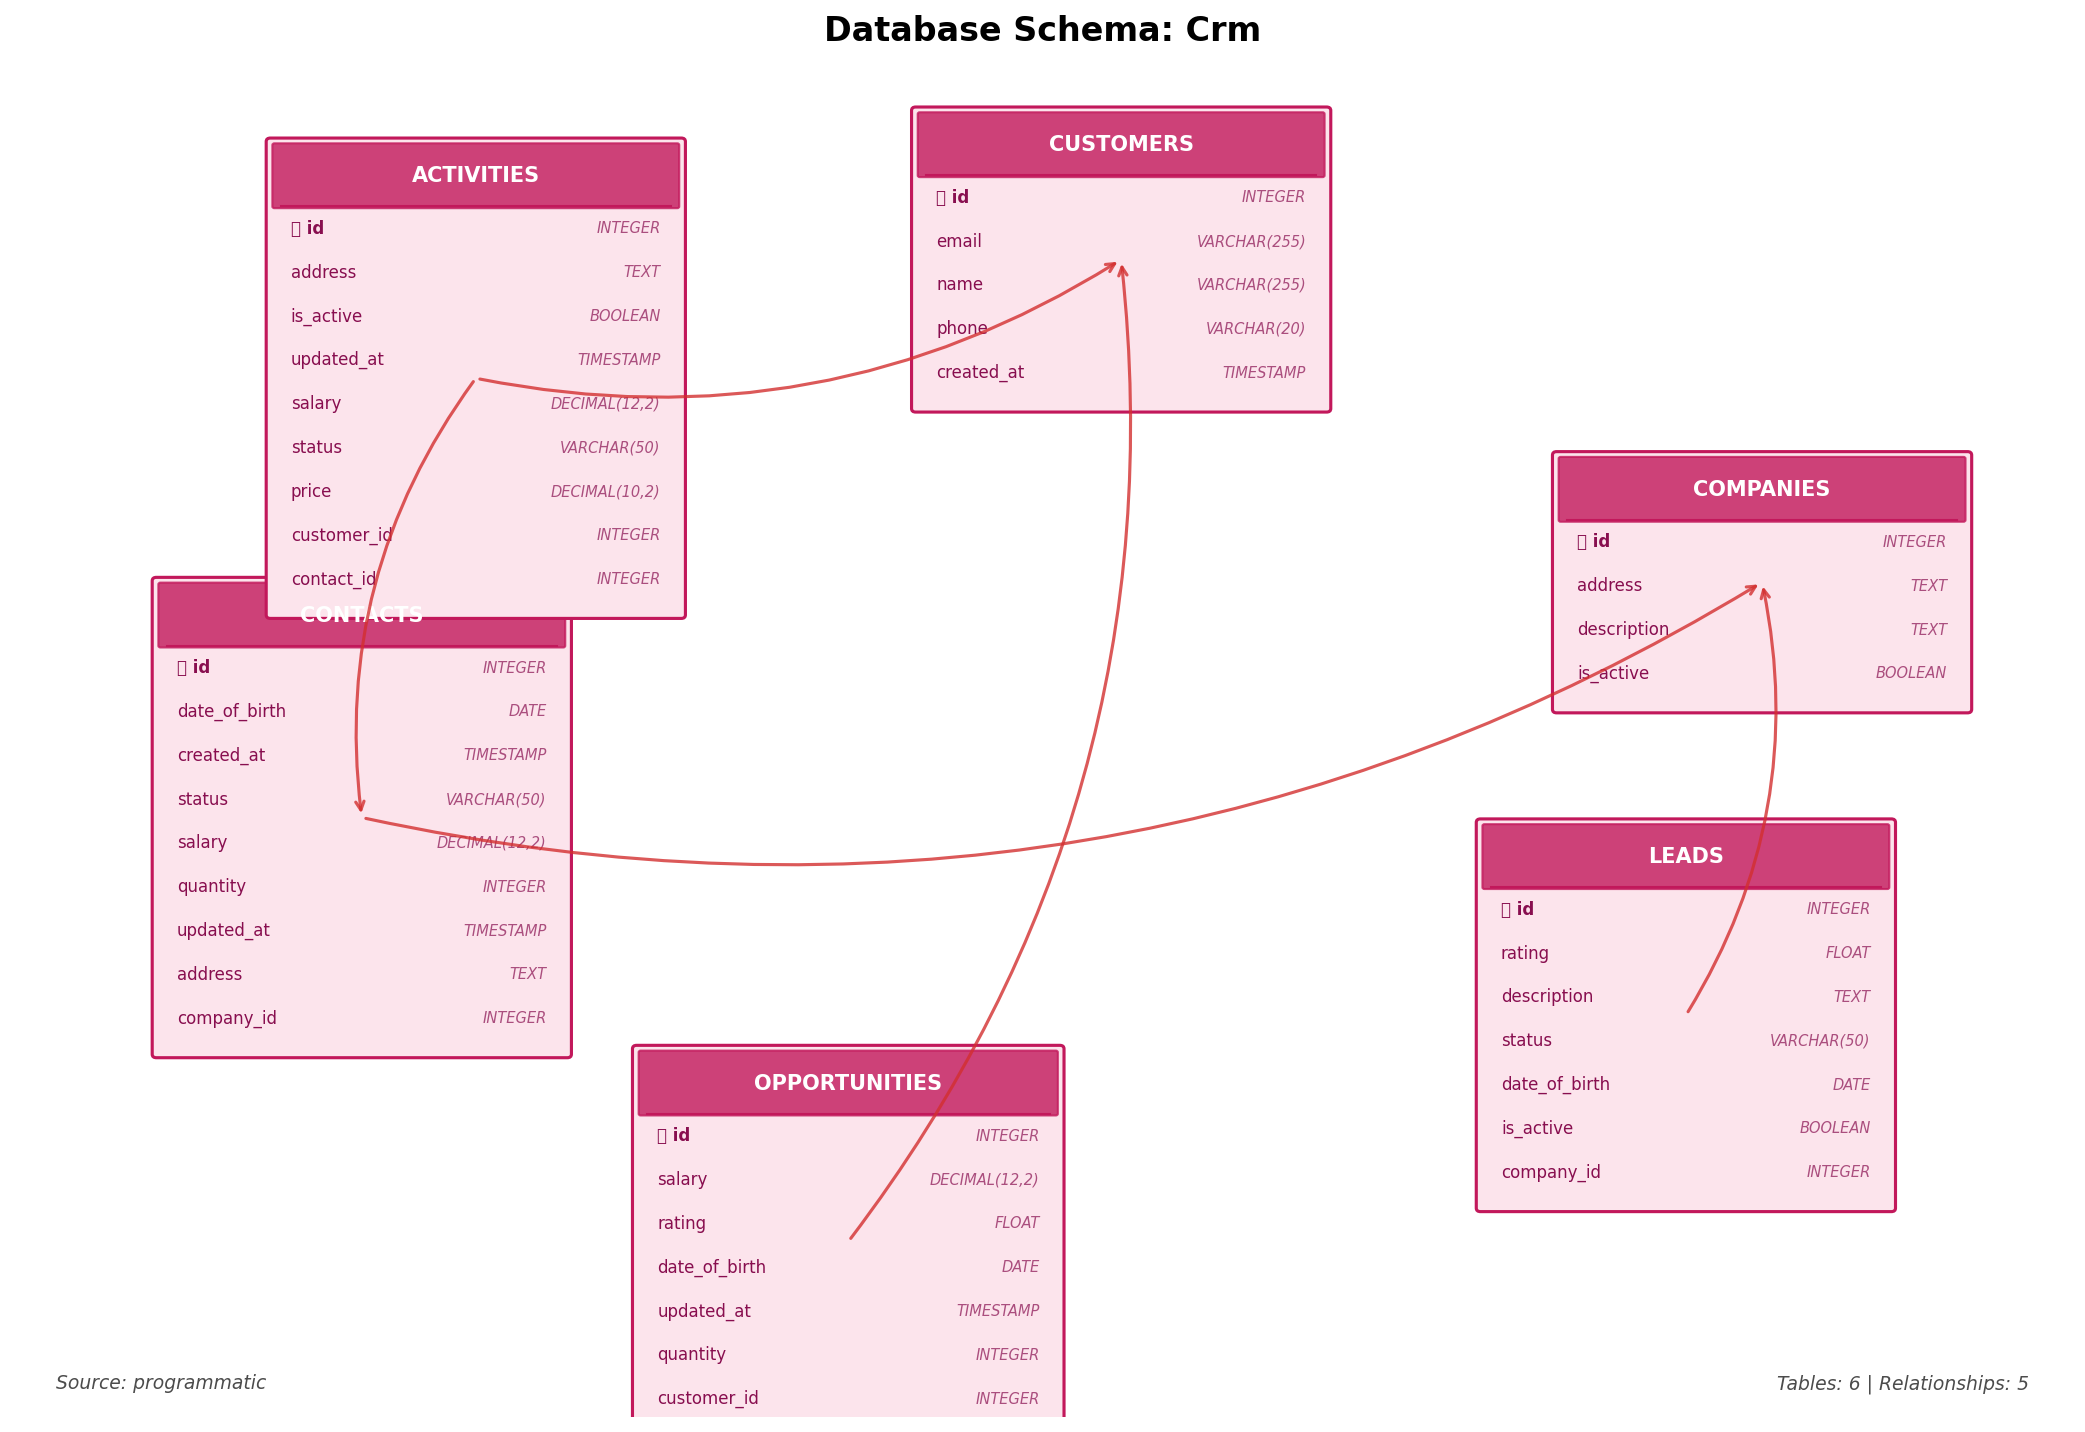 Database Schema: Crm
ACTIVITIES
id INTEGER
address TEXT
is_active BOOLEAN
updated_at TIMESTAMP
salary DECIMAL(12,2)
status VARCHAR(50)
price DECIMAL(10,2)
customer_id INTEGER
contact_id INTEGER
CUSTOMERS
id INTEGER
email VARCHAR(255)
name VARCHAR(255)
phone VARCHAR(20)
created_at TIMESTAMP
COMPANIES
id INTEGER
address TEXT
description TEXT
is_active BOOLEAN
CONTACTS
id INTEGER
date_of_birth DATE
created_at TIMESTAMP
status VARCHAR(50)
salary DECIMAL(12,2)
quantity INTEGER
updated_at TIMESTAMP
address TEXT
company_id INTEGER
LEADS
id INTEGER
rating FLOAT
description TEXT
status VARCHAR(50)
date_of_birth DATE
is_active BOOLEAN
company_id INTEGER
OPPORTUNITIES
id INTEGER
salary DECIMAL(12,2)
rating FLOAT
date_of_birth DATE
updated_at TIMESTAMP
quantity INTEGER
customer_id INTEGER
Source: programmatic
Tables: 6 | Relationships: 5